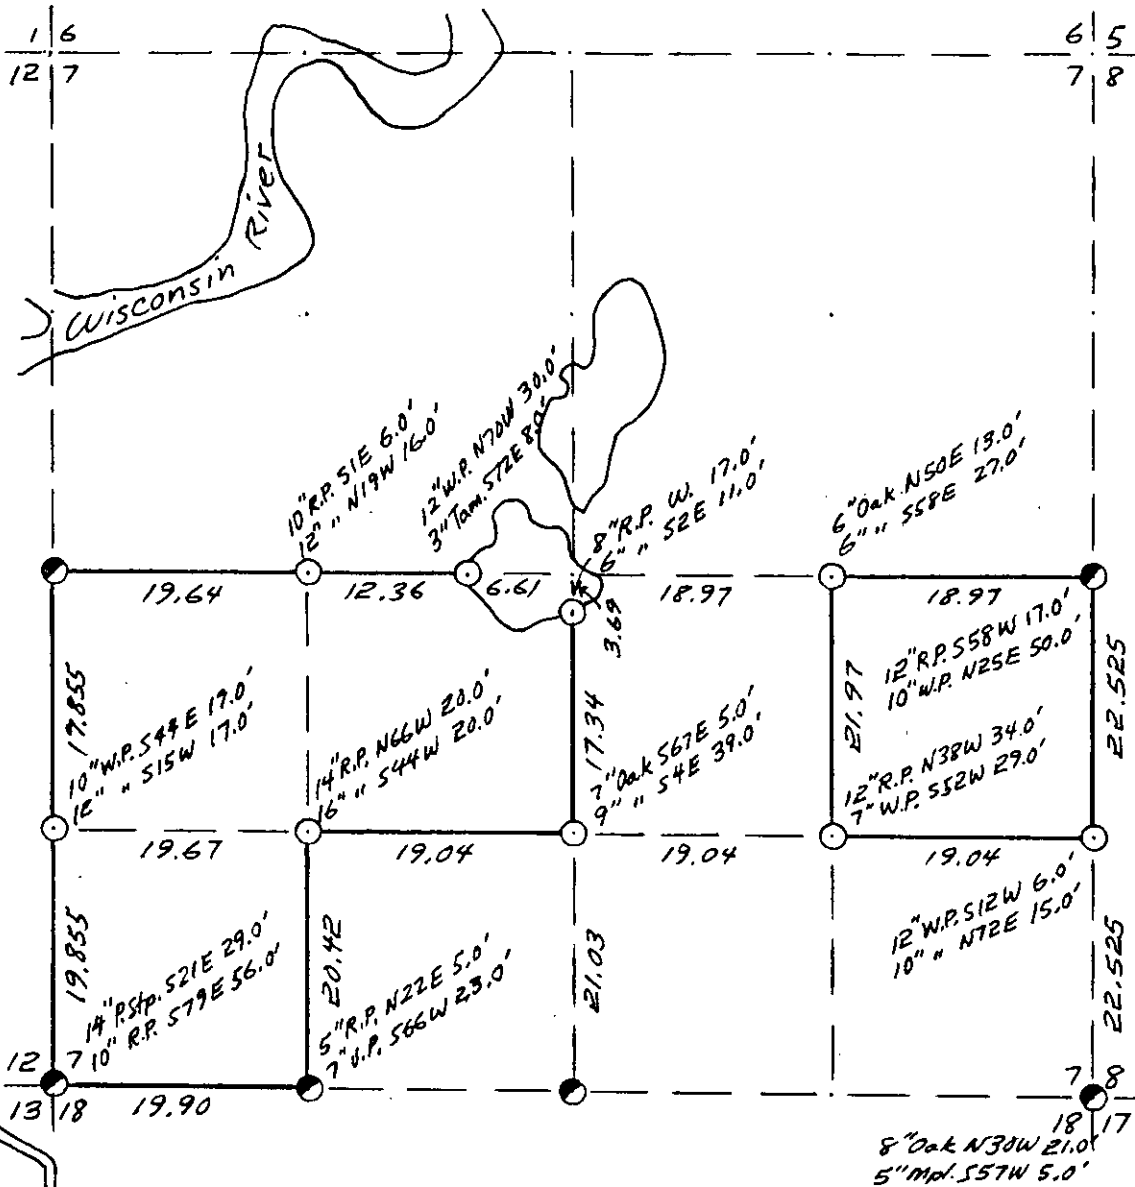 1 6
12 7
6 5
7 8
Wisconsin River
10" R.P. S1E 6.0'
12" " N19W 16.0'
12" W.P. N70W 30.0'
3" Tam. S72E 8.0'
8" R.P. W. 17.0'
6" " S2E 11.0'
6" Oak N50E 13.0'
6" " S58E 27.0'
19.64
12.36
6.61
18.97
18.97
3.69
12" R.P. S58W 17.0'
10" W.P. N25E 50.0'
17.855
10" W.P. S44E 19.0'
12" " S15W 17.0'
14" R.P. N66W 20.0'
16" " S44W 20.0'
17.34
7" Oak S67E 5.0'
9" " S4E 39.0'
21.97
12" R.P. N38W 34.0'
7" W.P. S52W 29.0'
22.525
19.67
19.04
19.04
19.04
12" W.P. S12W 6.0'
10" " N72E 15.0'
19.855
14" P.Stp. S21E 29.0'
10" R.P. S79E 56.0'
20.42
5" R.P. N22E 5.0'
7" J.P. S66W 23.0'
21.03
22.525
12 7
13 18
19.90
7 8
18 17
8" Oak N30W 21.0'
5" Mpl. S57W 5.0'